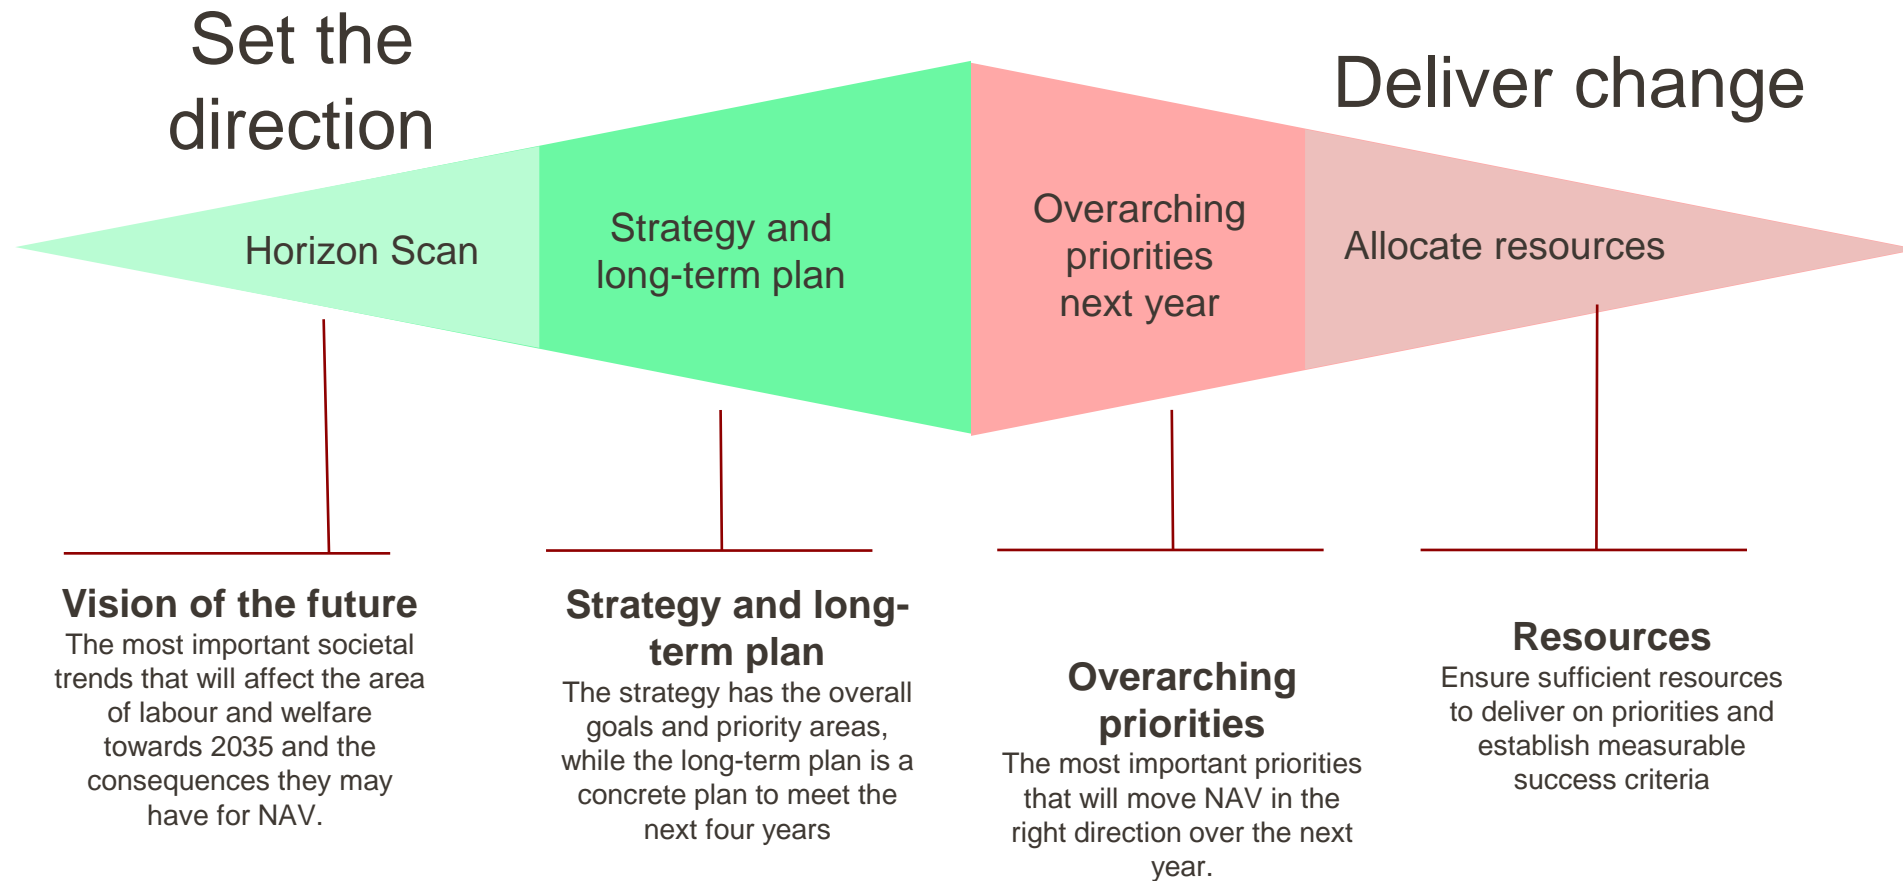 Set the
direction
Deliver change
Horizon Scan
Strategy and
long-term plan
Overarching
priorities
next year
Allocate resources
Vision of the future
The most important societal
trends that will affect the area
of labour and welfare
towards 2035 and the
consequences they may
have for NAV.
Strategy and long-
term plan
The strategy has the overall
goals and priority areas,
while the long-term plan is a
concrete plan to meet the
next four years
Overarching
priorities
The most important priorities
that will move NAV in the
right direction over the next
year.
Resources
Ensure sufficient resources
to deliver on priorities and
establish measurable
success criteria